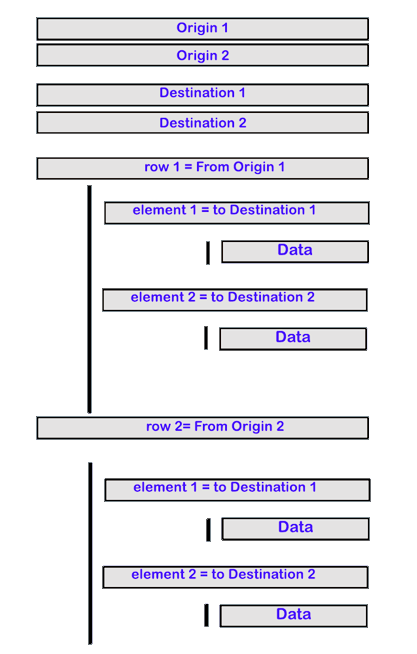 Origin 1
Origin 2
Destination 1
Destination 2
row 1 = From Origin 1
element 1 = to Destination 1
Data
element 2 = to Destination 2
Data
row 2= From Origin 2
element 1 = to Destination 1
Data
element 2 = to Destination 2
Data